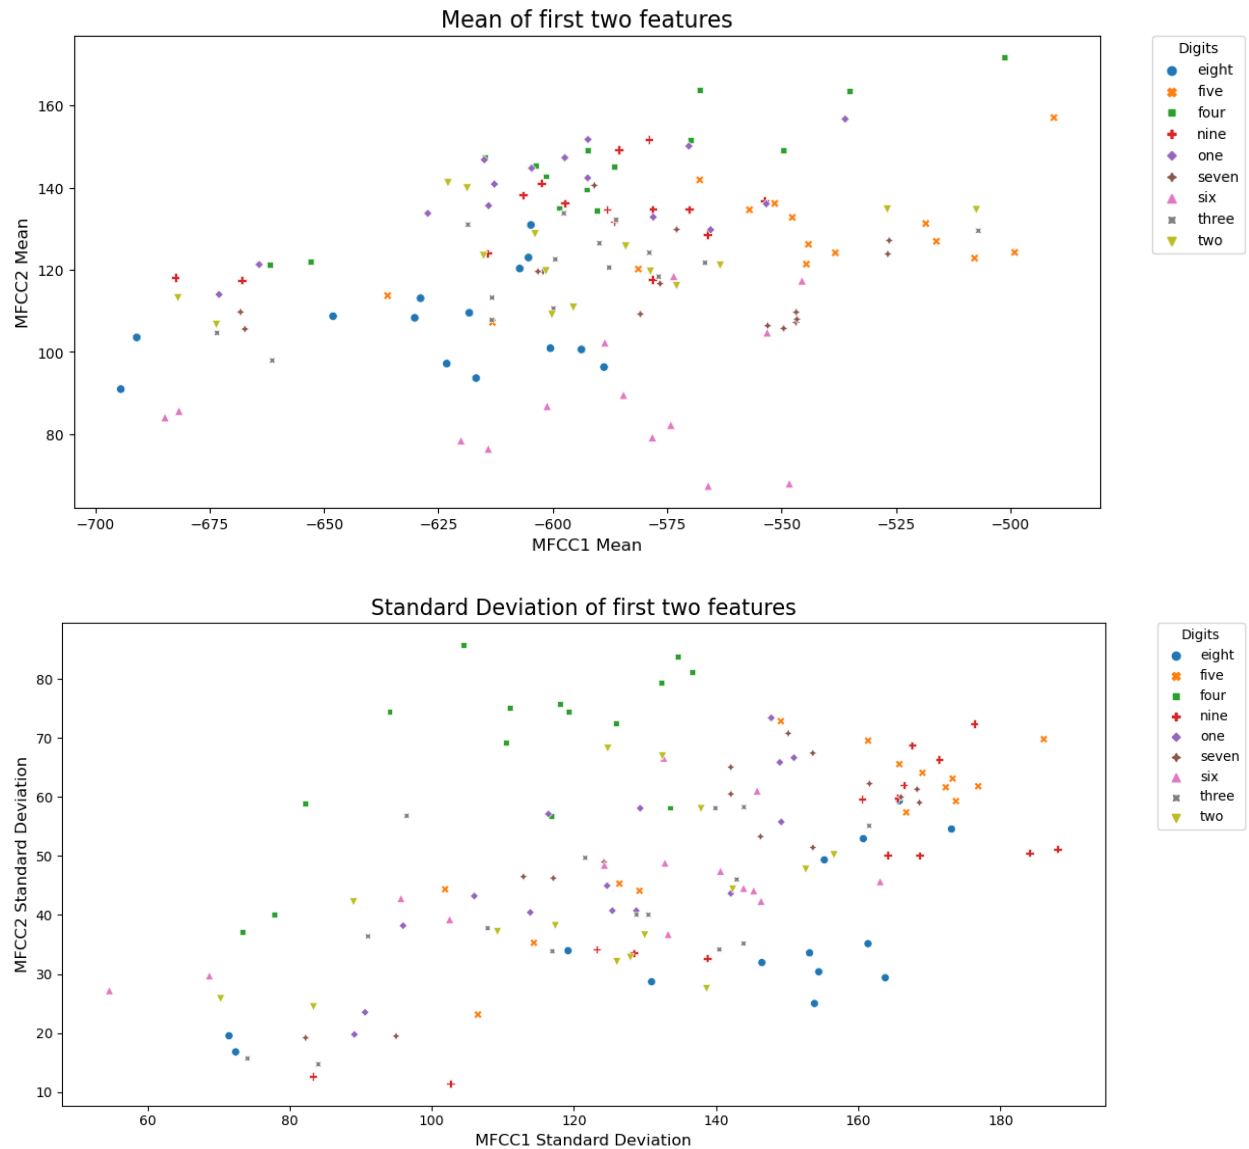 Mean of first two features
MFCC2 Mean
160
140
120
100
80
−700 −675 −650 −625 −600 −575 −550 −525 −500
MFCC1 Mean
Digits
eight
five
four
nine
one
seven
six
three
two
Standard Deviation of first two features
MFCC2 Standard Deviation
80
70
60
50
40
30
20
10
60 80 100 120 140 160 180
MFCC1 Standard Deviation
Digits
eight
five
four
nine
one
seven
six
three
two